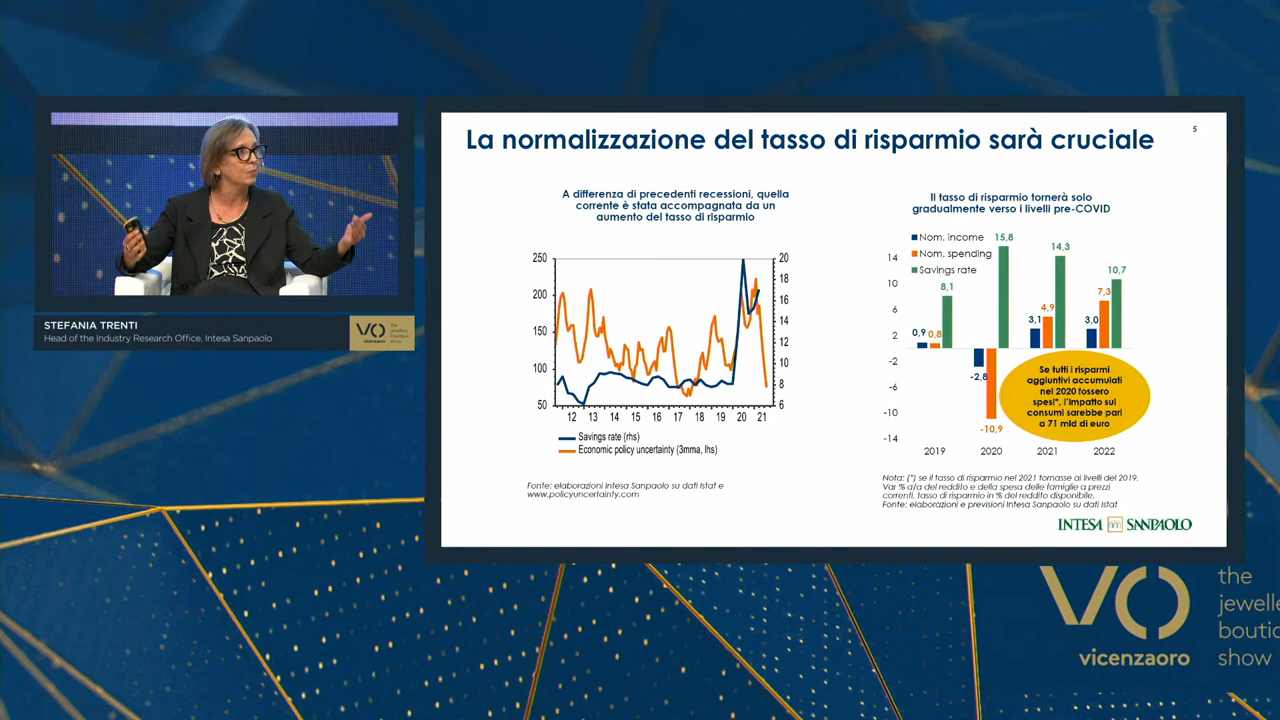 La normalizzazione del tasso di risparmio sarà cruciale
5
STEFANIA TRENTI
Head of the Industry Research Office, Intesa Sanpaolo
VO
vicenzaoro
the
jewellery
boutique
show
A differenza di precedenti recessioni, quella
corrente è stata accompagnata da un
aumento del tasso di risparmio
250
200
150
100
50
20
18
16
14
12
10
8
6
12 13 14 15 16 17 18 19 20 21
Savings rate (rhs)
Economic policy uncertainty (3mma, lhs)
Fonte: elaborazioni Intesa Sanpaolo su dati Istat e
www.policyuncertainty.com
Il tasso di risparmio tornerà solo
gradualmente verso i livelli pre-COVID
Nom. income
Nom. spending
Savings rate
14
10
6
2
-2
-6
-10
-14
0,9 0,8 8,1
-2,8 -10,9 15,8
3,1 4,9 14,3
3,0 7,3 10,7
2019 2020 2021 2022
Se tutti i risparmi
aggiuntivi accumulati
nel 2020 fossero
spesi*, l'impatto sui
consumi sarebbe pari
a 71 mld di euro
Nota: (*) se il tasso di risparmio nel 2021 tornasse ai livelli del 2019.
Var % a/a del reddito e della spesa delle famiglie a prezzi
correnti, tasso di risparmio in % del reddito disponibile.
Fonte: elaborazioni e previsioni Intesa Sanpaolo su dati Istat
INTESA SANPAOLO
VO
vicenzaoro
the
jewelle
boutic
show